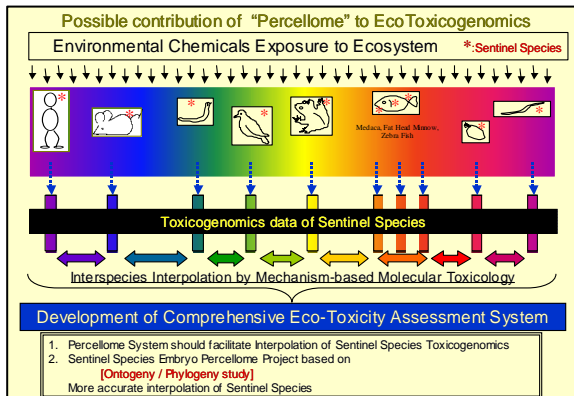 Possible contribution of "Percellome" to EcoToxicogenomics
Environmental Chemicals Exposure to Ecosystem *:Sentinel Species
Medaca, Fat Head Munow,
Zebra Fish
Toxicogenomics data of Sentinel Species
Interspecies Interpolation by Mechanism-based Molecular Toxicology
Development of Comprehensive Eco-Toxicity Assessment System
1. Percellome System should facilitate Interpolation of Sentinel Species Toxicogenomics
2. Sentinel Species Embryo Percellome Project based on
[Ontogeny / Phylogeny study]
More accurate interpolation of Sentinel Species